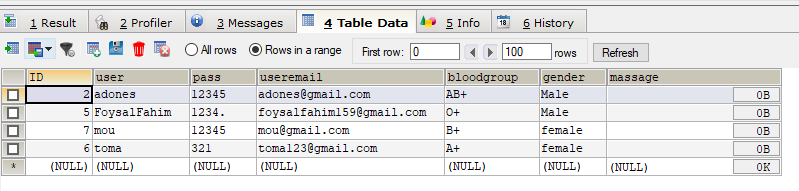 1 Result 2 Profiler 3 Messages 4 Table Data 5 Info 6 History
All rows Rows in a range First row: 0 100 rows Refresh
ID user pass useremail bloodgroup gender massage
2 adones 12345 adones@gmail.com AB+ Male 0B
5 FoysalFahim 1234. foysalfahim159@gmail.com O+ Male 0B
7 mou 12345 mou@gmail.com B+ female 0B
6 toma 321 toma123@gmail.com A+ female 0B
* (NULL) (NULL) (NULL) (NULL) (NULL) (NULL) (NULL) 0K